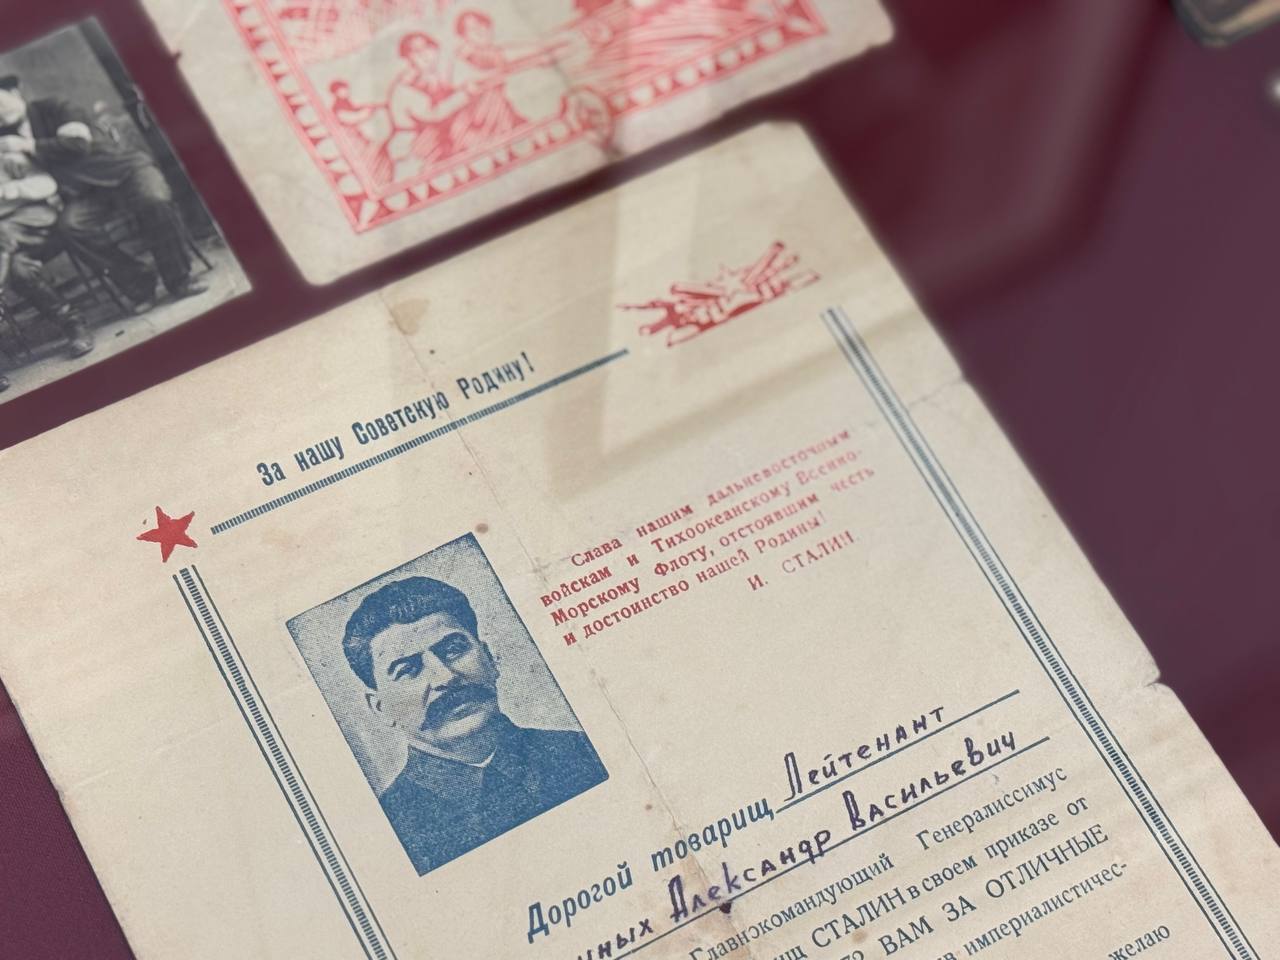 За нашу Советскую Родину!
Слава нашим дальневосточным
войскам и Тихоокеанскому Военно-
Морскому Флоту, отстоявшим честь
и достоинство нашей Родины!
И. СТАЛИН.
Дорогой товарищ Лейтенант
Александр Васильевич
Главнокомандующий Генералиссимус
СТАЛИН в своем приказе от
ВАМ ЗА ОТЛИЧНЫЕ
империалистичес-
желаю